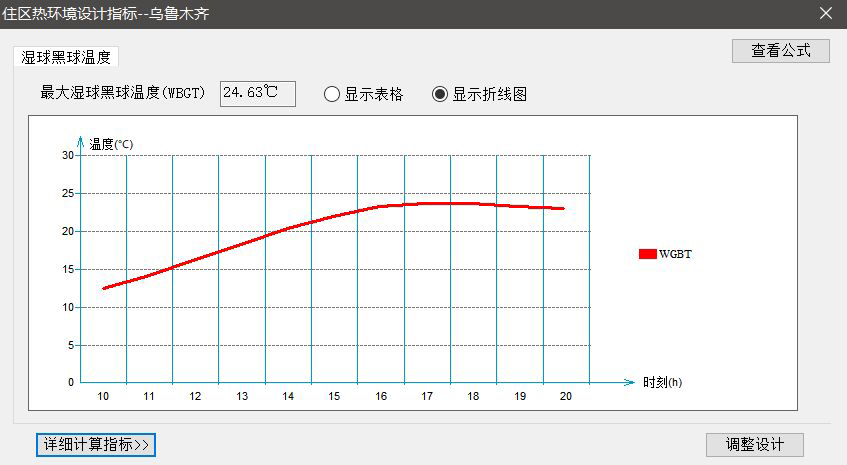 住区热环境设计指标--乌鲁木齐
湿球黑球温度
查看公式
最大湿球黑球温度(WBGT) 24.63℃ 显示表格 显示折线图
温度(°C)
30
25
20
15
10
5
0
WGBT
时刻(h)
10 11 12 13 14 15 16 17 18 19 20
详细计算指标>>
调整设计